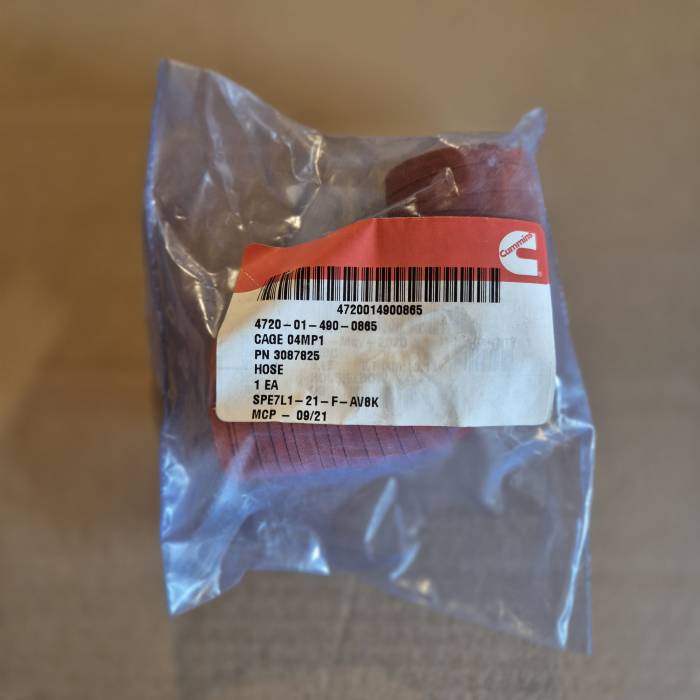 Cummins
4720014900865
4720-01-490-0865
CAGE 04MP1
PN 3087825
HOSE
1 EA
SPE7L1-21-F-AV8K
MCP - 09/21